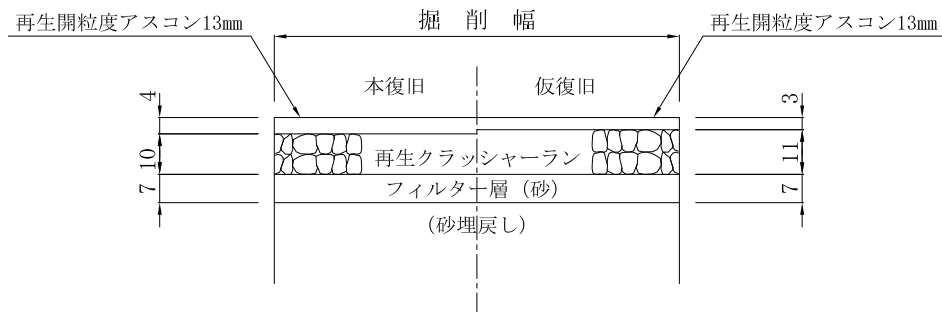 再生開粒度アスコン13mm
掘削幅
再生開粒度アスコン13mm
本復旧
仮復旧
4
3
10
再生クラッシャーラン
11
7
フィルター層（砂）
7
（砂埋戻し）